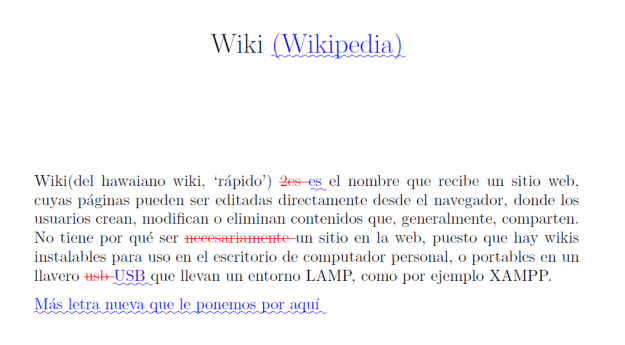 Wiki (Wikipedia)
Wiki(del hawaiano wiki, ‘rápido’) 2es es el nombre que recibe un sitio web,
cuyas páginas pueden ser editadas directamente desde el navegador, donde los
usuarios crean, modifican o eliminan contenidos que, generalmente, comparten.
No tiene por qué ser necesariamente un sitio en la web, puesto que hay wikis
instalables para uso en el escritorio de computador personal, o portables en un
llavero usb USB que llevan un entorno LAMP, como por ejemplo XAMPP.
Más letra nueva que le ponemos por aquí